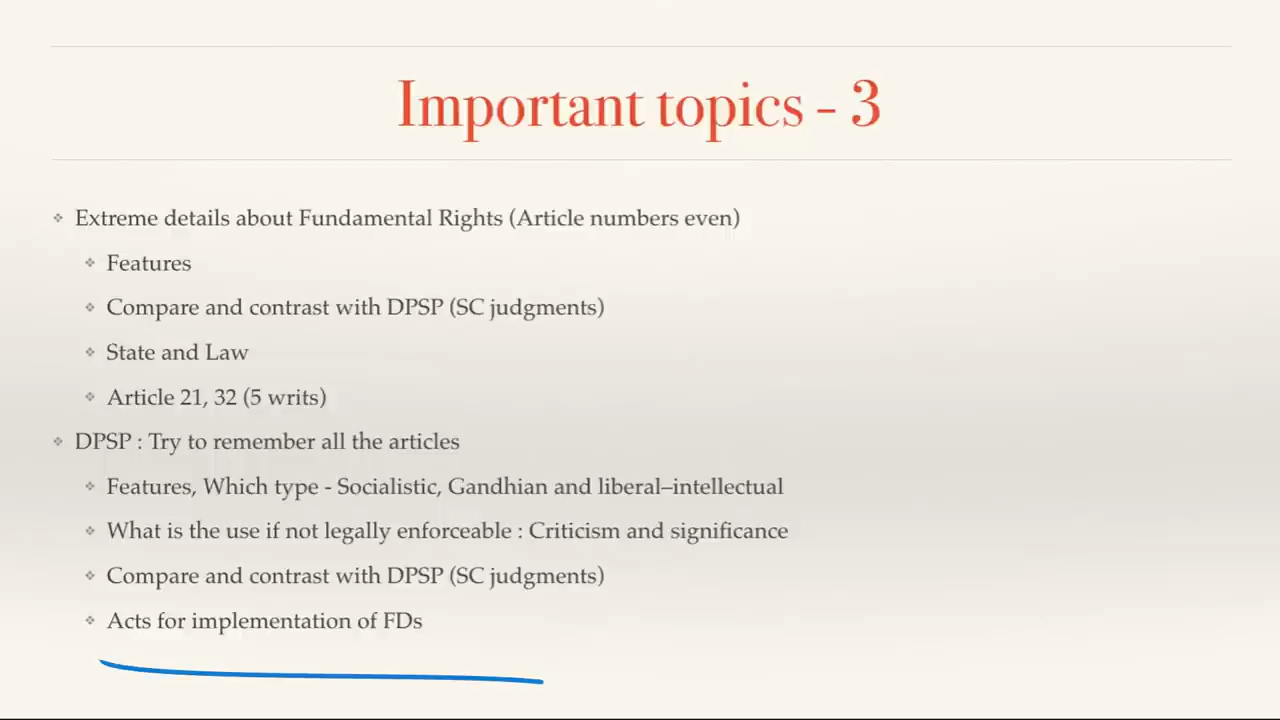 Important topics - 3
Extreme details about Fundamental Rights (Article numbers even)
Features
Compare and contrast with DPSP (SC judgments)
State and Law
Article 21, 32 (5 writs)
DPSP : Try to remember all the articles
Features, Which type - Socialistic, Gandhian and liberal–intellectual
What is the use if not legally enforceable : Criticism and significance
Compare and contrast with DPSP (SC judgments)
Acts for implementation of FDs